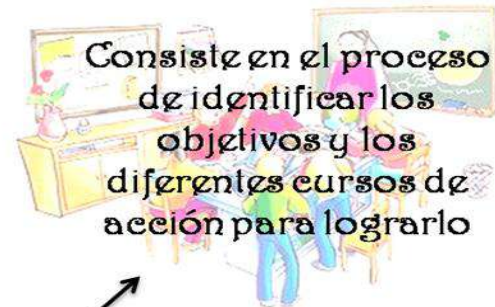 Consiste en el proceso
de identificar los
objetivos y los
diferentes cursos de
acción para lograrlo